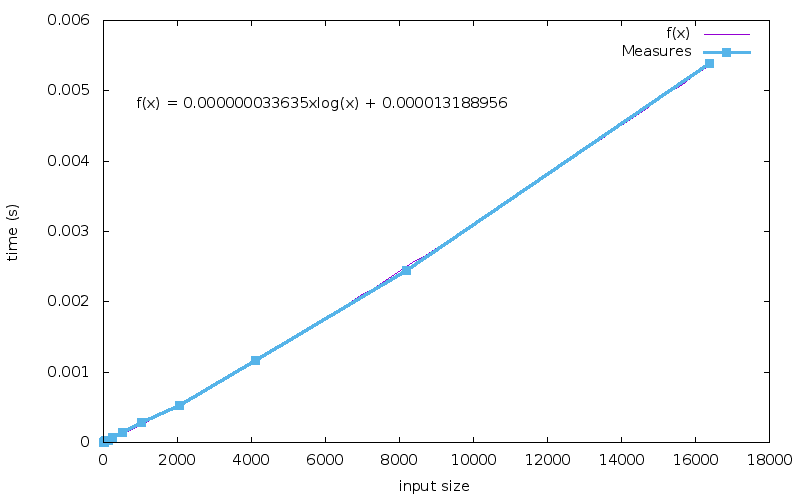 0.006
f(x)
Measures
0.005
f(x) = 0.000000033635xlog(x) + 0.000013188956
0.004
0.003
time (s)
0.002
0.001
0
0 2000 4000 6000 8000 10000 12000 14000 16000 18000
input size